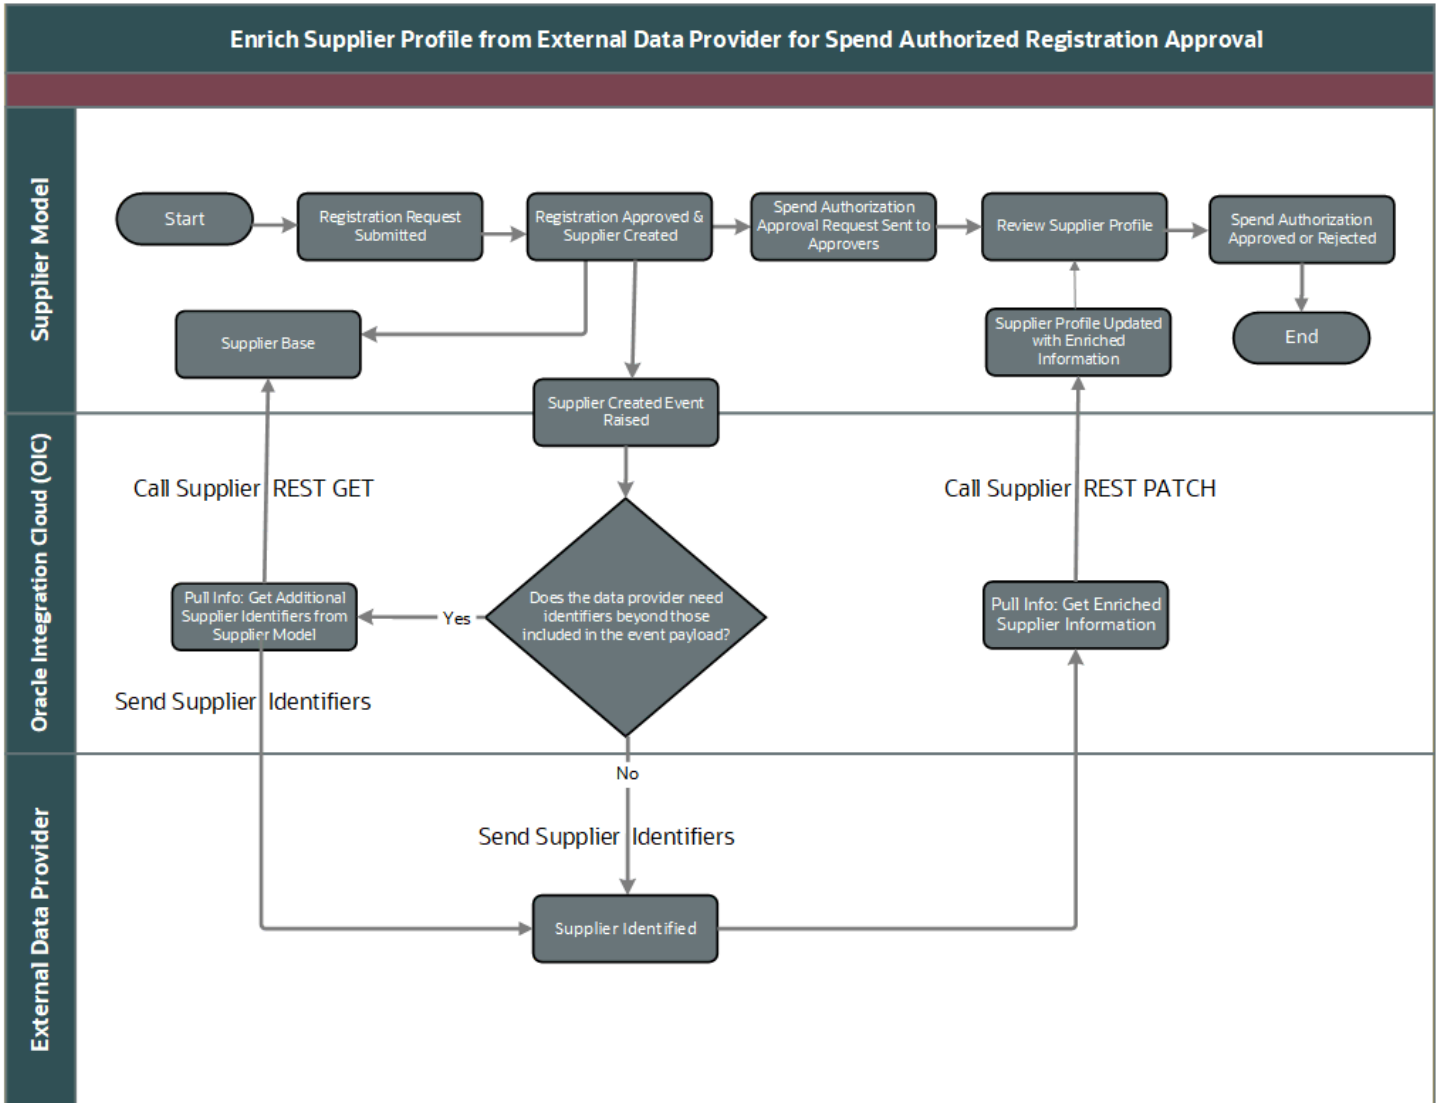 Enrich Supplier Profile from External Data Provider for Spend Authorized Registration Approval
Supplier Model
Start
Registration Request
Submitted
Registration Approved &
Supplier Created
Spend Authorization
Approval Request Sent to
Approvers
Review Supplier Profile
Spend Authorization
Approved or Rejected
Supplier Base
Supplier Profile Updated
with Enriched
Information
End
Supplier Created Event
Raised
Oracle Integration Cloud (OIC)
Call Supplier REST GET
Call Supplier REST PATCH
Pull Info: Get Additional
Supplier Identifiers from
Supplier Model
Yes
Does the data provider need
identifiers beyond those
included in the event payload?
Pull Info: Get Enriched
Supplier Information
Send Supplier Identifiers
External Data Provider
No
Send Supplier Identifiers
Supplier Identified